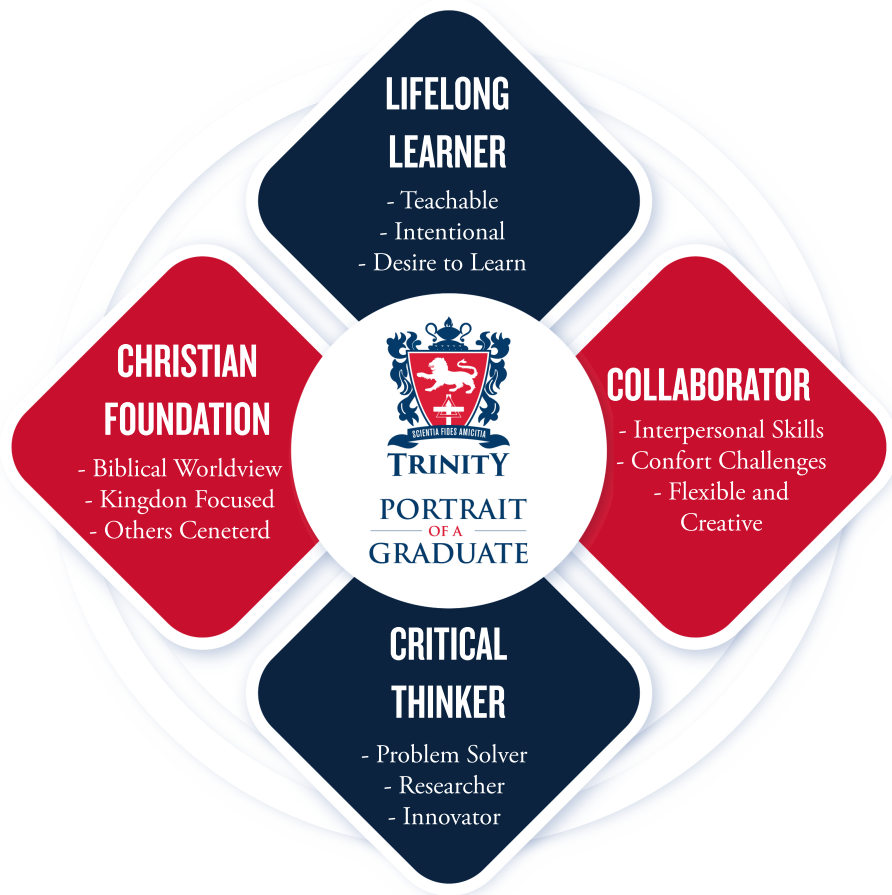 LIFELONG
LEARNER
- Teachable
- Intentional
- Desire to Learn
CHRISTIAN
FOUNDATION
- Biblical Worldview
- Kingdon Focused
- Others Ceneterd
SCIENTIA FIDES AMICITIA
TRINITY
PORTRAIT
OF A
GRADUATE
COLLABORATOR
- Interpersonal Skills
- Confort Challenges
- Flexible and
Creative
CRITICAL
THINKER
- Problem Solver
- Researcher
- Innovator